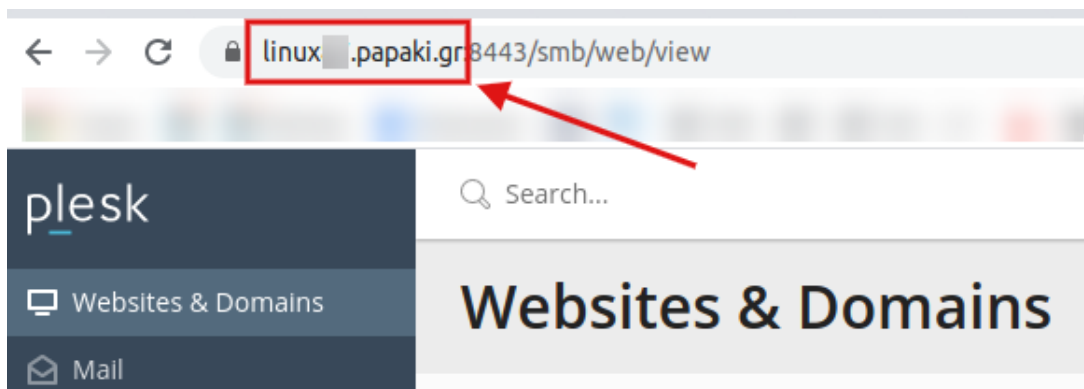 linux .papaki.gr:8443/smb/web/view
plesk
Search...
Websites & Domains
Websites & Domains
Mail